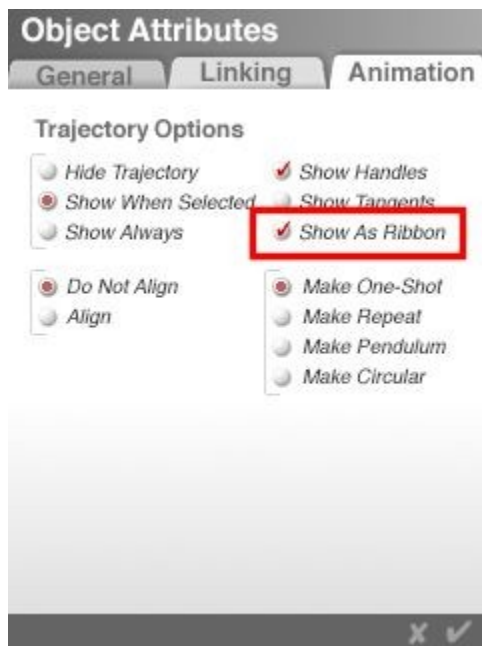 Object Attributes
General Linking Animation
Trajectory Options
Hide Trajectory Show Handles
Show When Selected Show Tangents
Show Always Show As Ribbon
Do Not Align Make One-Shot
Align Make Repeat
Make Pendulum
Make Circular